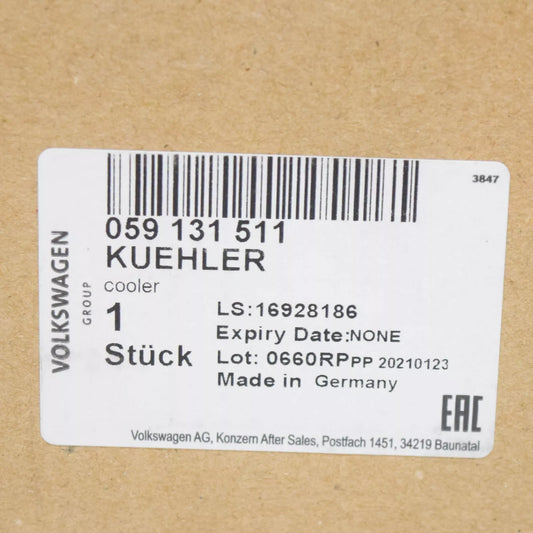 3847
059 131 511
KUEHLER
cooler
1
Stück
LS:16928186
Expiry Date:NONE
Lot: 0660RPPP 20210123
Made in Germany
VOLKSWAGEN
GROUP
EAC
Volkswagen AG, Konzern After Sales, Postfach 1451, 34219 Baunatal